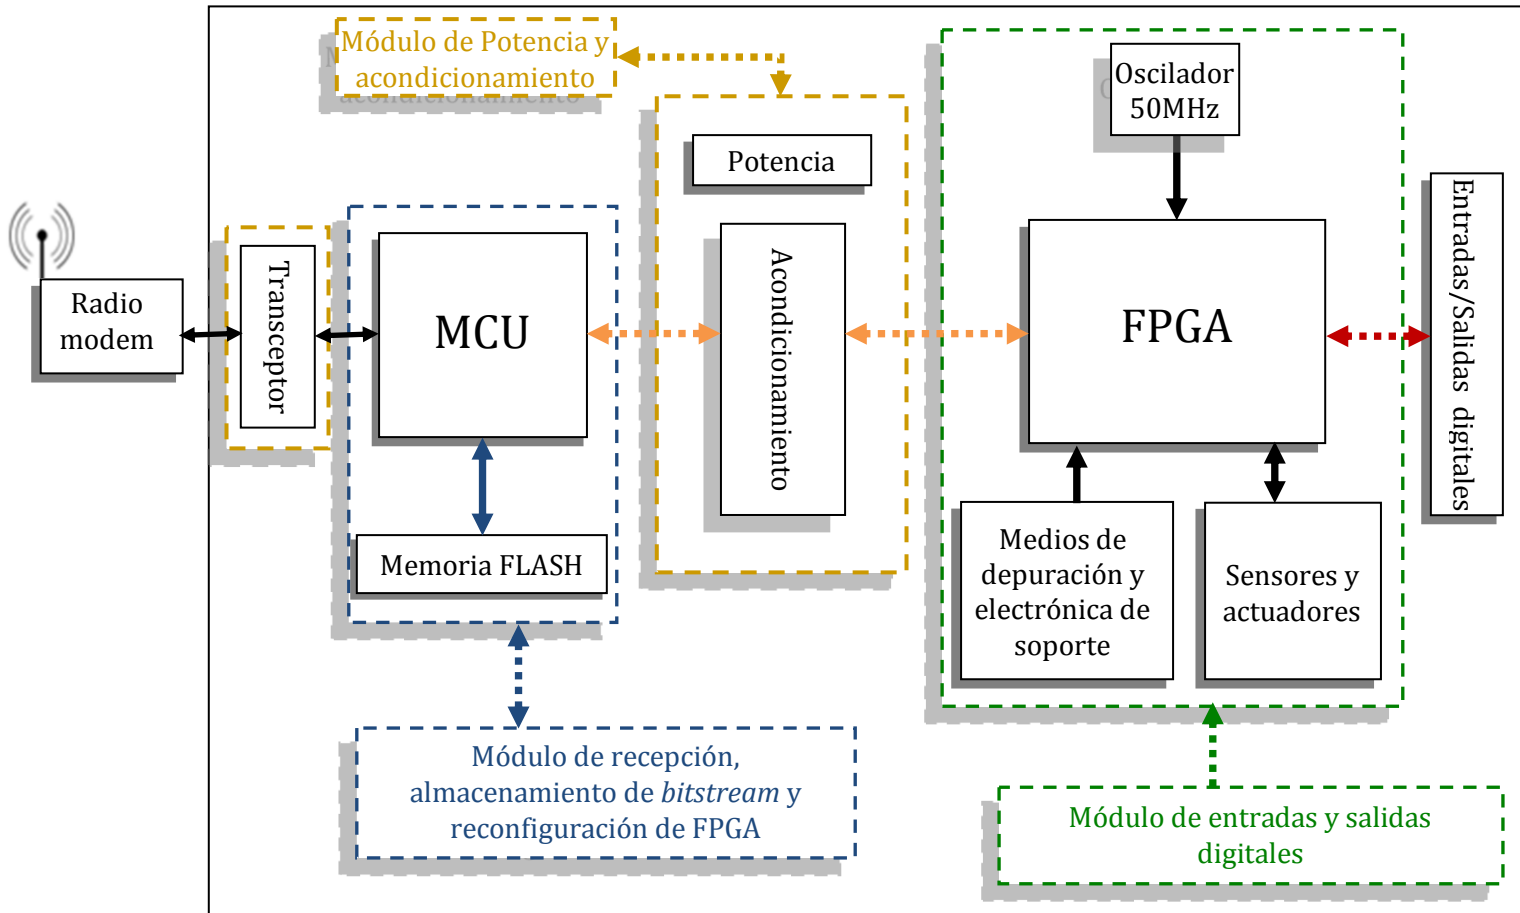 Módulo de Potencia y
acondicionamiento
Oscilador
50MHz
Potencia
Entradas/Salidas digitales
Radio
modem
Transceptor
MCU
Acondicionamiento
FPGA
Memoria FLASH
Medios de
depuración y
electrónica de
soporte
Sensores y
actuadores
Módulo de recepción,
almacenamiento de bitstream y
reconfiguración de FPGA
Módulo de entradas y salidas
digitales